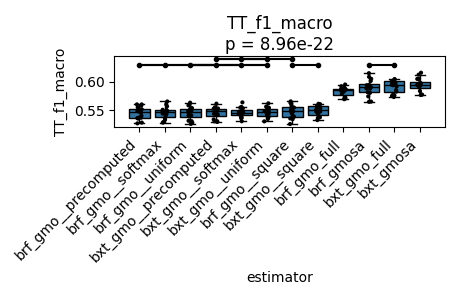 TT_f1_macro
p = 8.96e-22
TT_f1_macro
0.60
0.55
brf_gmo__precomputed
brf_gmo__softmax
brf_gmo__uniform
bxt_gmo__precomputed
bxt_gmo__softmax
bxt_gmo__uniform
brf_gmo__square
bxt_gmo__square
brf_gmo_full
brf_gmosa
bxt_gmo_full
bxt_gmosa
estimator